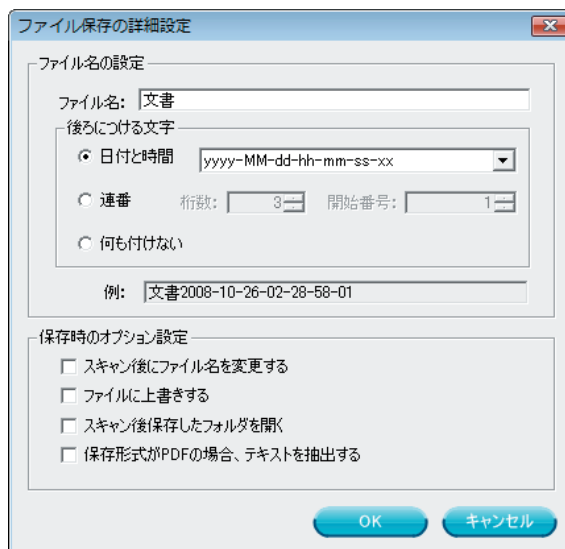 ファイル保存の詳細設定
ファイル名の設定
ファイル名: 文書
後ろにつける文字
日付と時間 yyyy-MM-dd-hh-mm-ss-xx
連番 桁数: 3 開始番号: 1
何も付けない
例: 文書2008-10-26-02-28-58-01
保存時のオプション設定
スキャン後にファイル名を変更する
ファイルに上書きする
スキャン後保存したフォルダを開く
保存形式がPDFの場合、テキストを抽出する
OK キャンセル